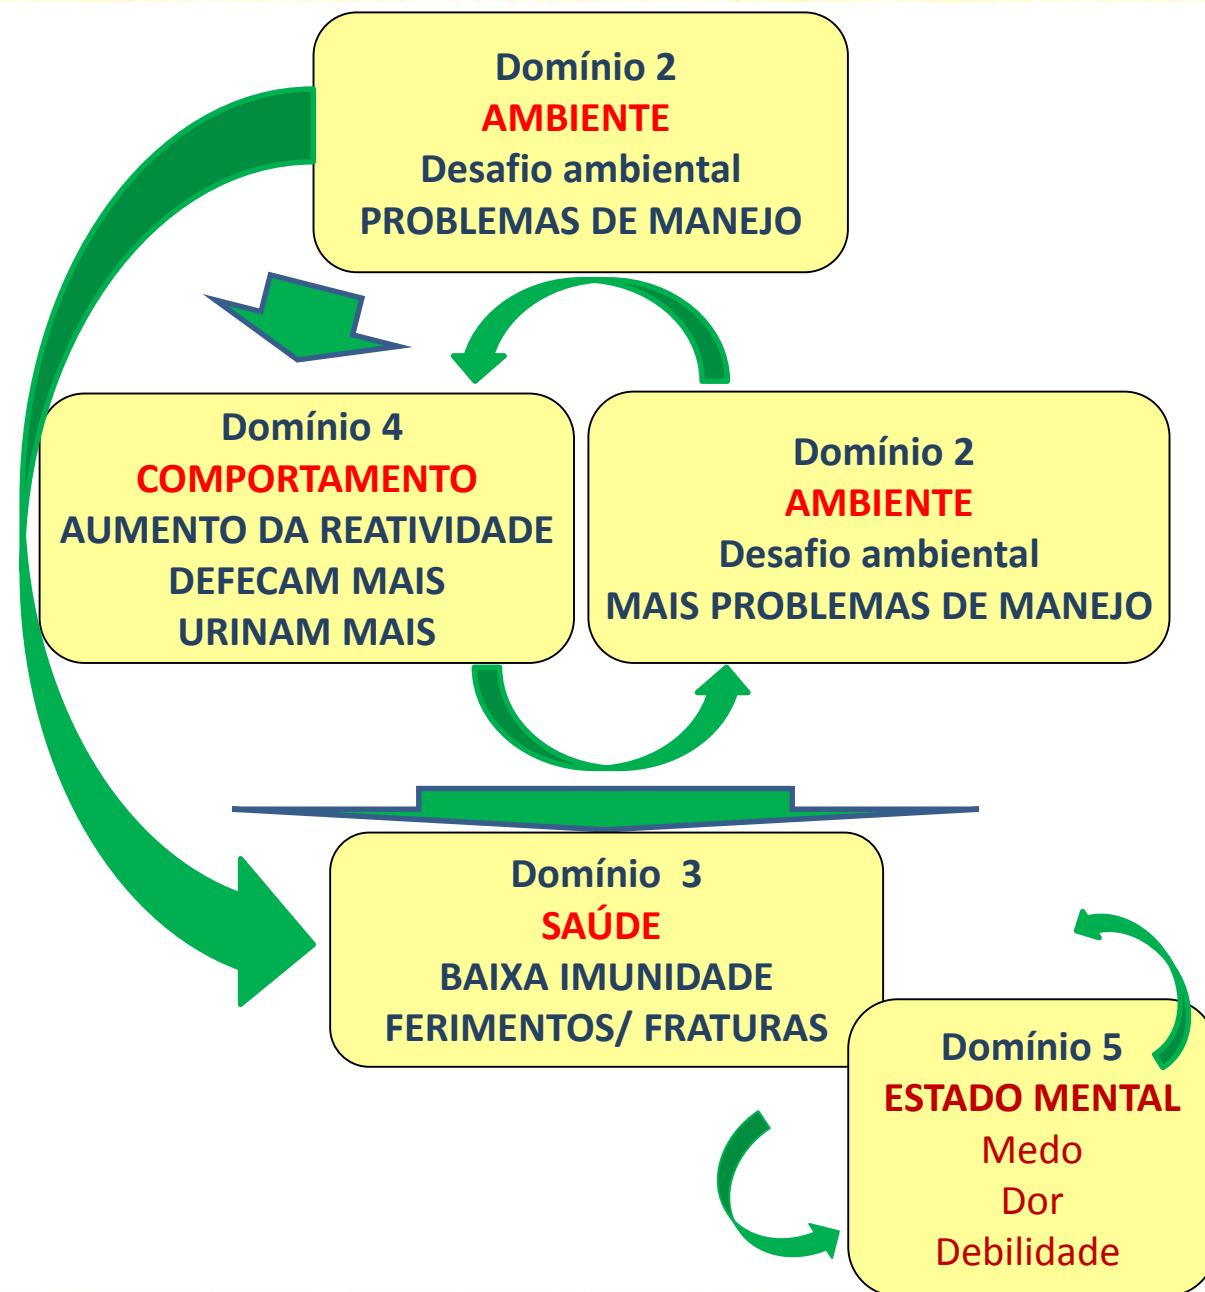 Domínio 2
AMBIENTE
Desafio ambiental
PROBLEMAS DE MANEJO
Domínio 4
COMPORTAMENTO
AUMENTO DA REATIVIDADE
DEFECAM MAIS
URINAM MAIS
Domínio 2
AMBIENTE
Desafio ambiental
MAIS PROBLEMAS DE MANEJO
Domínio 3
SAÚDE
BAIXA IMUNIDADE
FERIMENTOS/ FRATURAS
Domínio 5
ESTADO MENTAL
Medo
Dor
Debilidade